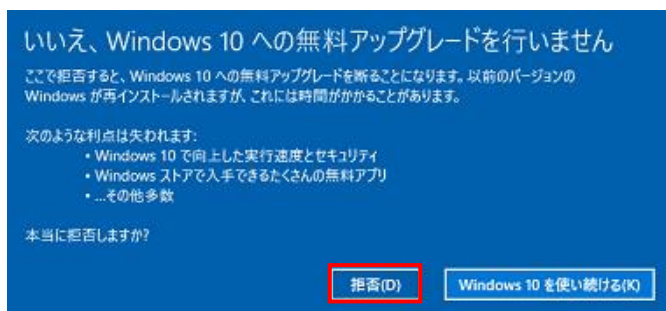 いいえ、Windows 10 への無料アップグレードを行いません
ここで拒否すると、Windows 10 への無料アップグレードを断ることになります。以前のバージョンの
Windows が再インストールされますが、これには時間がかかることがあります。
次のような利点は失われます:
• Windows 10 で向上した実行速度とセキュリティ
• Windows ストアで入手できるたくさんの無料アプリ
• ...その他多数
本当に拒否しますか?
拒否(D)
Windows 10 を使い続ける(K)